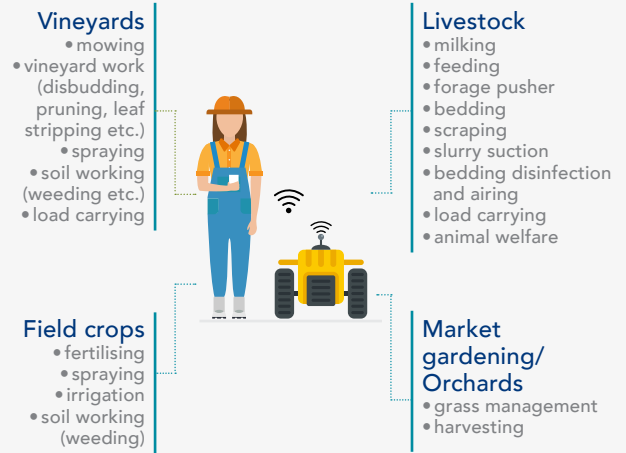 Vineyards
• mowing
• vineyard work
(disbudding,
pruning, leaf
stripping etc.)
• spraying
• soil working
(weeding etc.)
• load carrying
Livestock
• milking
• feeding
• forage pusher
• bedding
• scraping
• slurry suction
• bedding disinfection
and airing
• load carrying
• animal welfare
Field crops
• fertilising
• spraying
• irrigation
• soil working
(weeding)
Market
gardening/
Orchards
• grass management
• harvesting